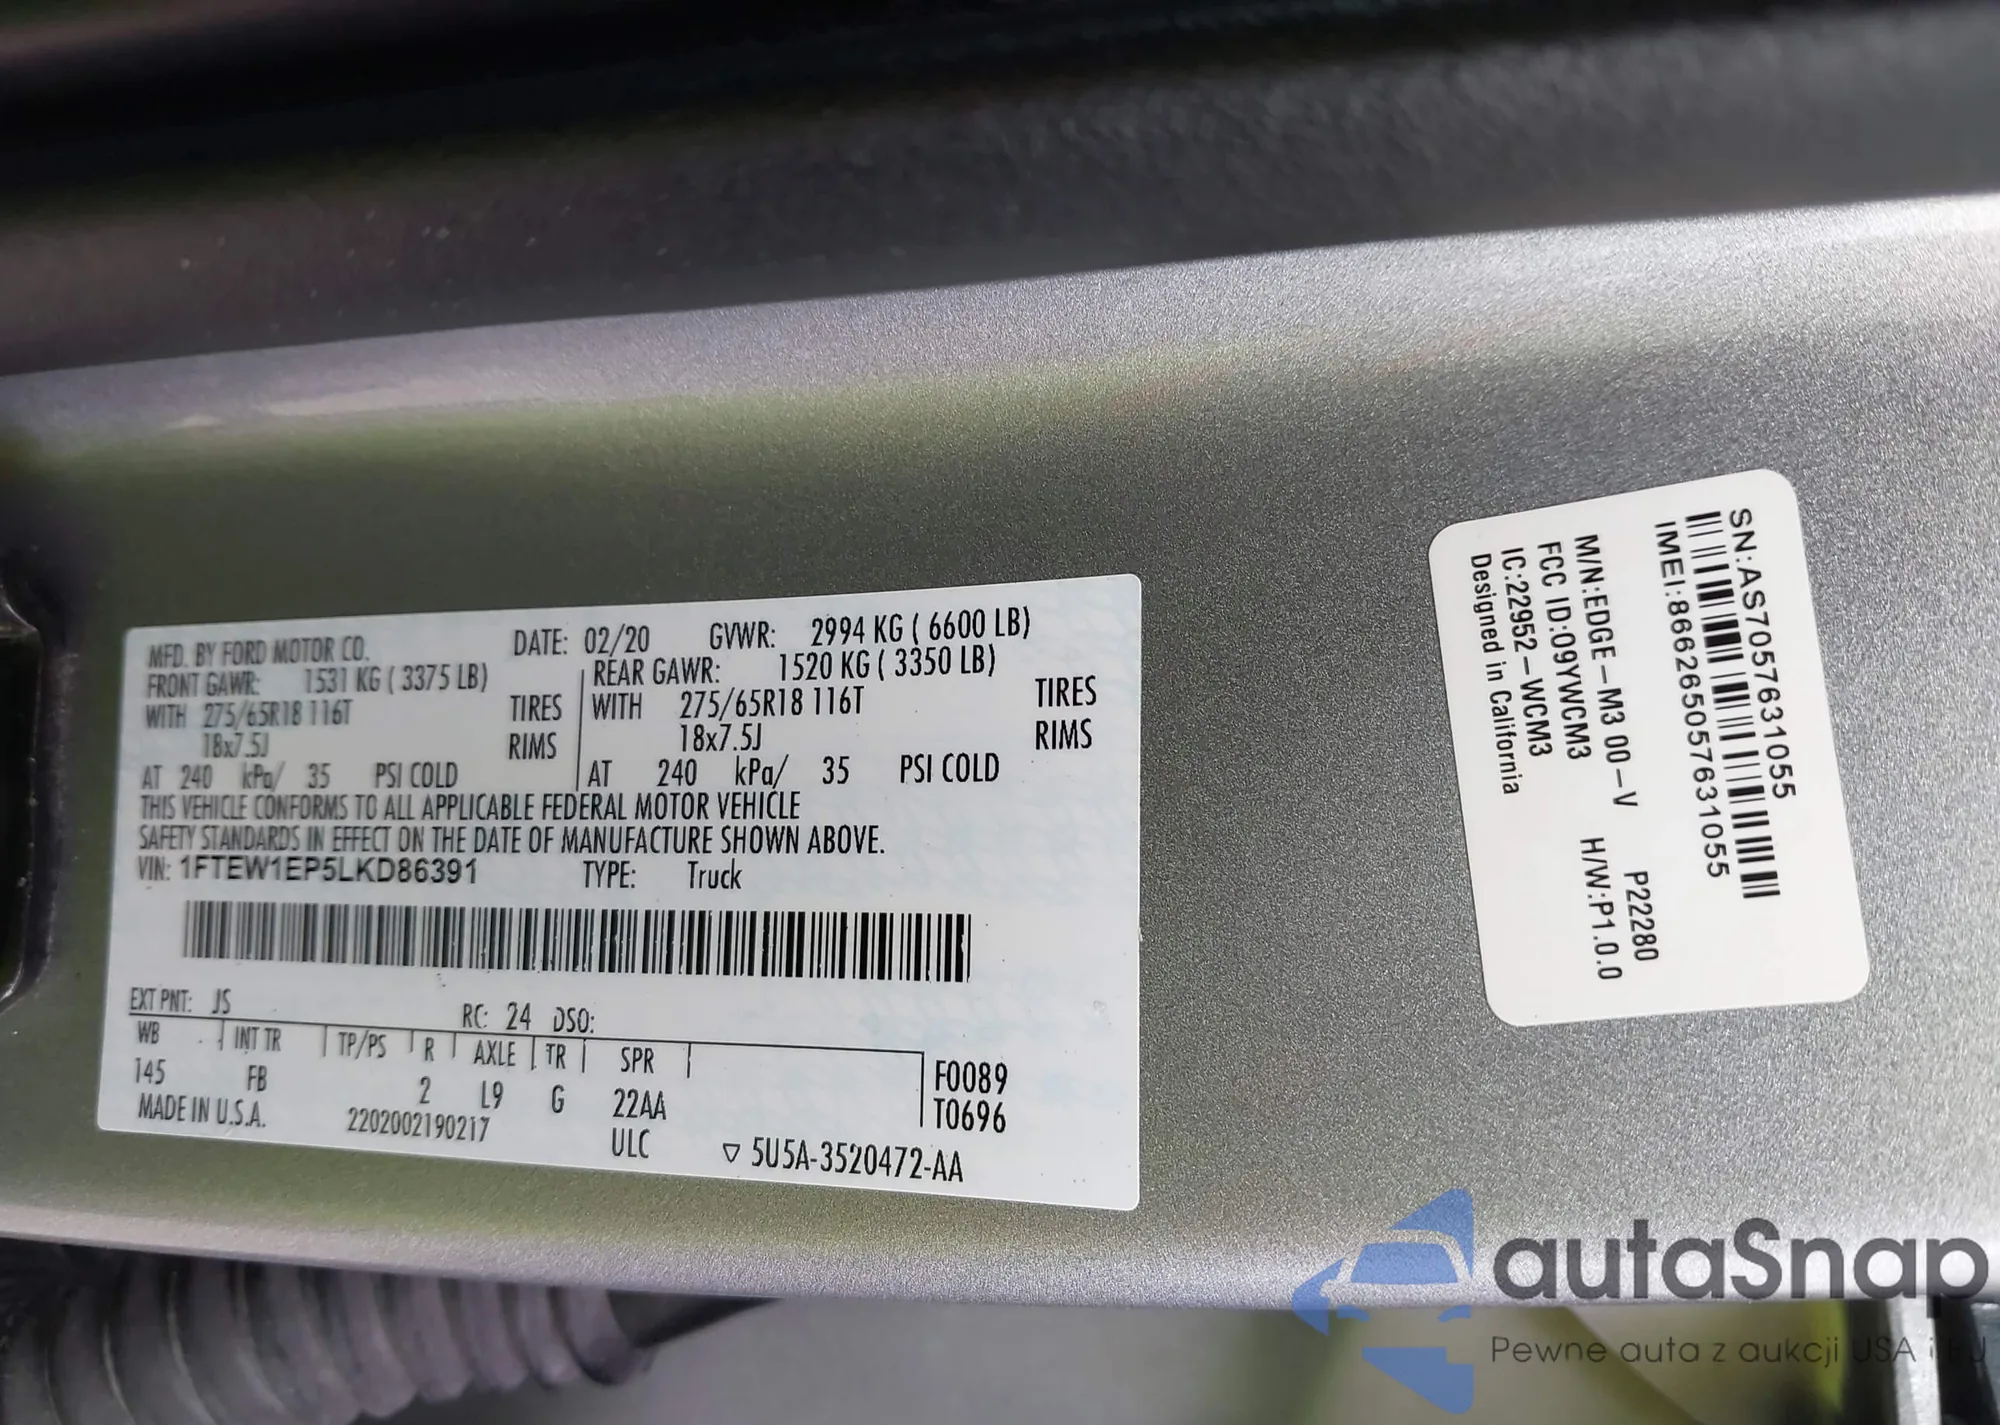 MFD. BY FORD MOTOR CO. DATE: 02/20 GVWR: 2994 KG ( 6600 LB)
FRONT GAWR: 1531 KG ( 3375 LB) REAR GAWR: 1520 KG ( 3350 LB)
WITH 275/65R18 116T TIRES WITH 275/65R18 116T TIRES
18x7.5J RIMS 18x7.5J RIMS
AT 240 kPa/ 35 PSI COLD AT 240 kPa/ 35 PSI COLD
THIS VEHICLE CONFORMS TO ALL APPLICABLE FEDERAL MOTOR VEHICLE
SAFETY STANDARDS IN EFFECT ON THE DATE OF MANUFACTURE SHOWN ABOVE.
VIN: 1FTEW1EP5LKD86391 TYPE: Truck
EXT PNT: JS RC: 24 DSO:
WB INT TR TP/PS R AXLE TR SPR
145 FB 2 L9 G 22AA F0089
T0696
MADE IN U.S.A. 2202002190217 ULC ▽ 5U5A-3520472-AA
SN:AS7057631055
IMEI:866265057631055
M/N:EDGE-M3 00-V P22280
FCC ID:O9YWCM3 H/W:P1.0.0
IC:22952-WCM3
Designed in California
autaSnap
Pewne auta z aukcji USA i EU